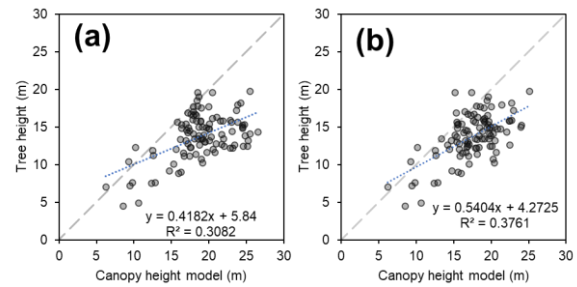 (a)
Tree height (m)
30
25
20
15
10
5
0
y = 0.4182x + 5.84
R² = 0.3082
0 5 10 15 20 25 30
Canopy height model (m)
(b)
Tree height (m)
30
25
20
15
10
5
0
y = 0.5404x + 4.2725
R² = 0.3761
0 5 10 15 20 25 30
Canopy height model (m)